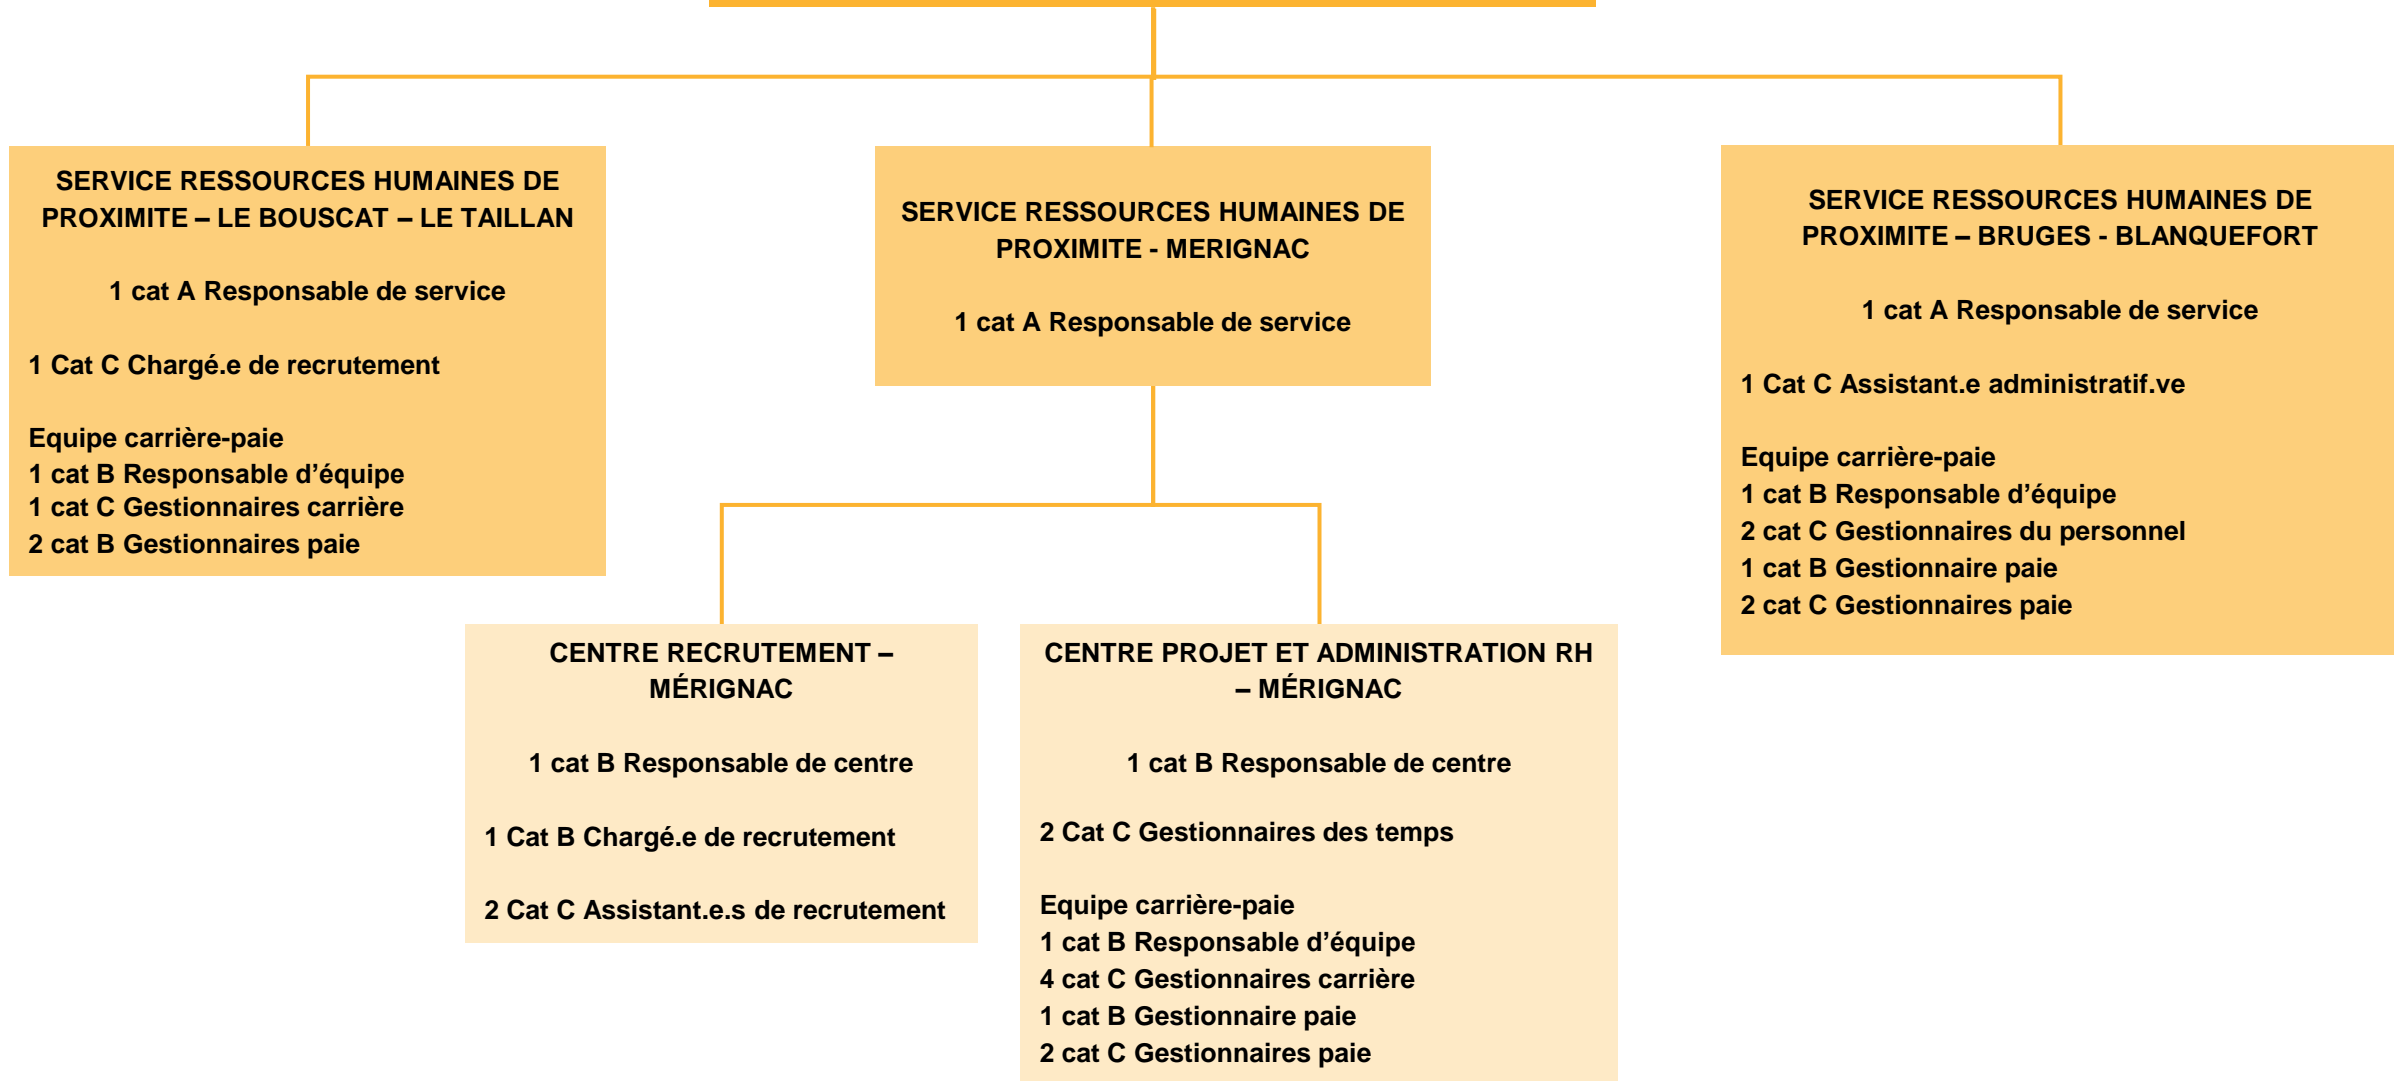 SERVICE RESSOURCES HUMAINES DE
PROXIMITE – LE BOUSCAT – LE TAILLAN
1 cat A Responsable de service
1 Cat C Chargé.e de recrutement
Equipe carrière-paie
1 cat B Responsable d’équipe
1 cat C Gestionnaires carrière
2 cat B Gestionnaires paie
SERVICE RESSOURCES HUMAINES DE
PROXIMITE - MERIGNAC
1 cat A Responsable de service
SERVICE RESSOURCES HUMAINES DE
PROXIMITE – BRUGES - BLANQUEFORT
1 cat A Responsable de service
1 Cat C Assistant.e administratif.ve
Equipe carrière-paie
1 cat B Responsable d’équipe
2 cat C Gestionnaires du personnel
1 cat B Gestionnaire paie
2 cat C Gestionnaires paie
CENTRE RECRUTEMENT –
MÉRIGNAC
1 cat B Responsable de centre
1 Cat B Chargé.e de recrutement
2 Cat C Assistant.e.s de recrutement
CENTRE PROJET ET ADMINISTRATION RH
– MÉRIGNAC
1 cat B Responsable de centre
2 Cat C Gestionnaires des temps
Equipe carrière-paie
1 cat B Responsable d’équipe
4 cat C Gestionnaires carrière
1 cat B Gestionnaire paie
2 cat C Gestionnaires paie